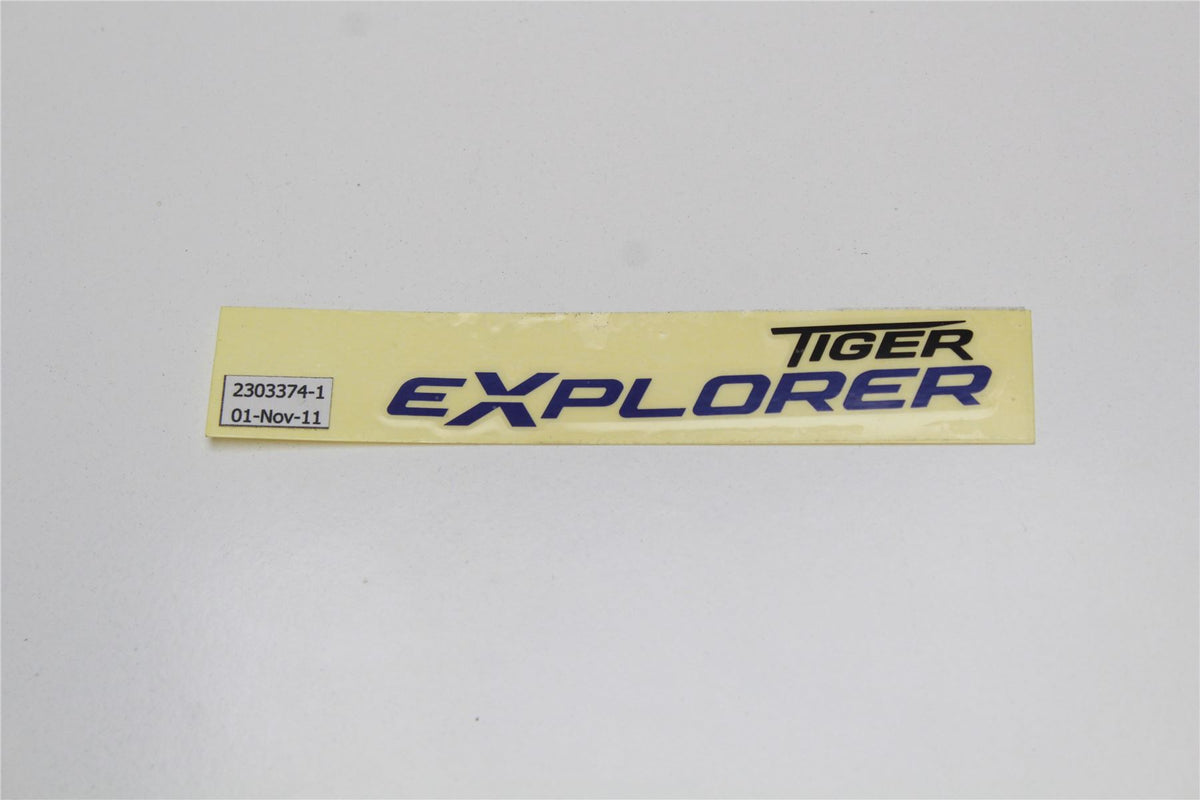 TIGER
EXPLORER
2303374-1
01-Nov-11